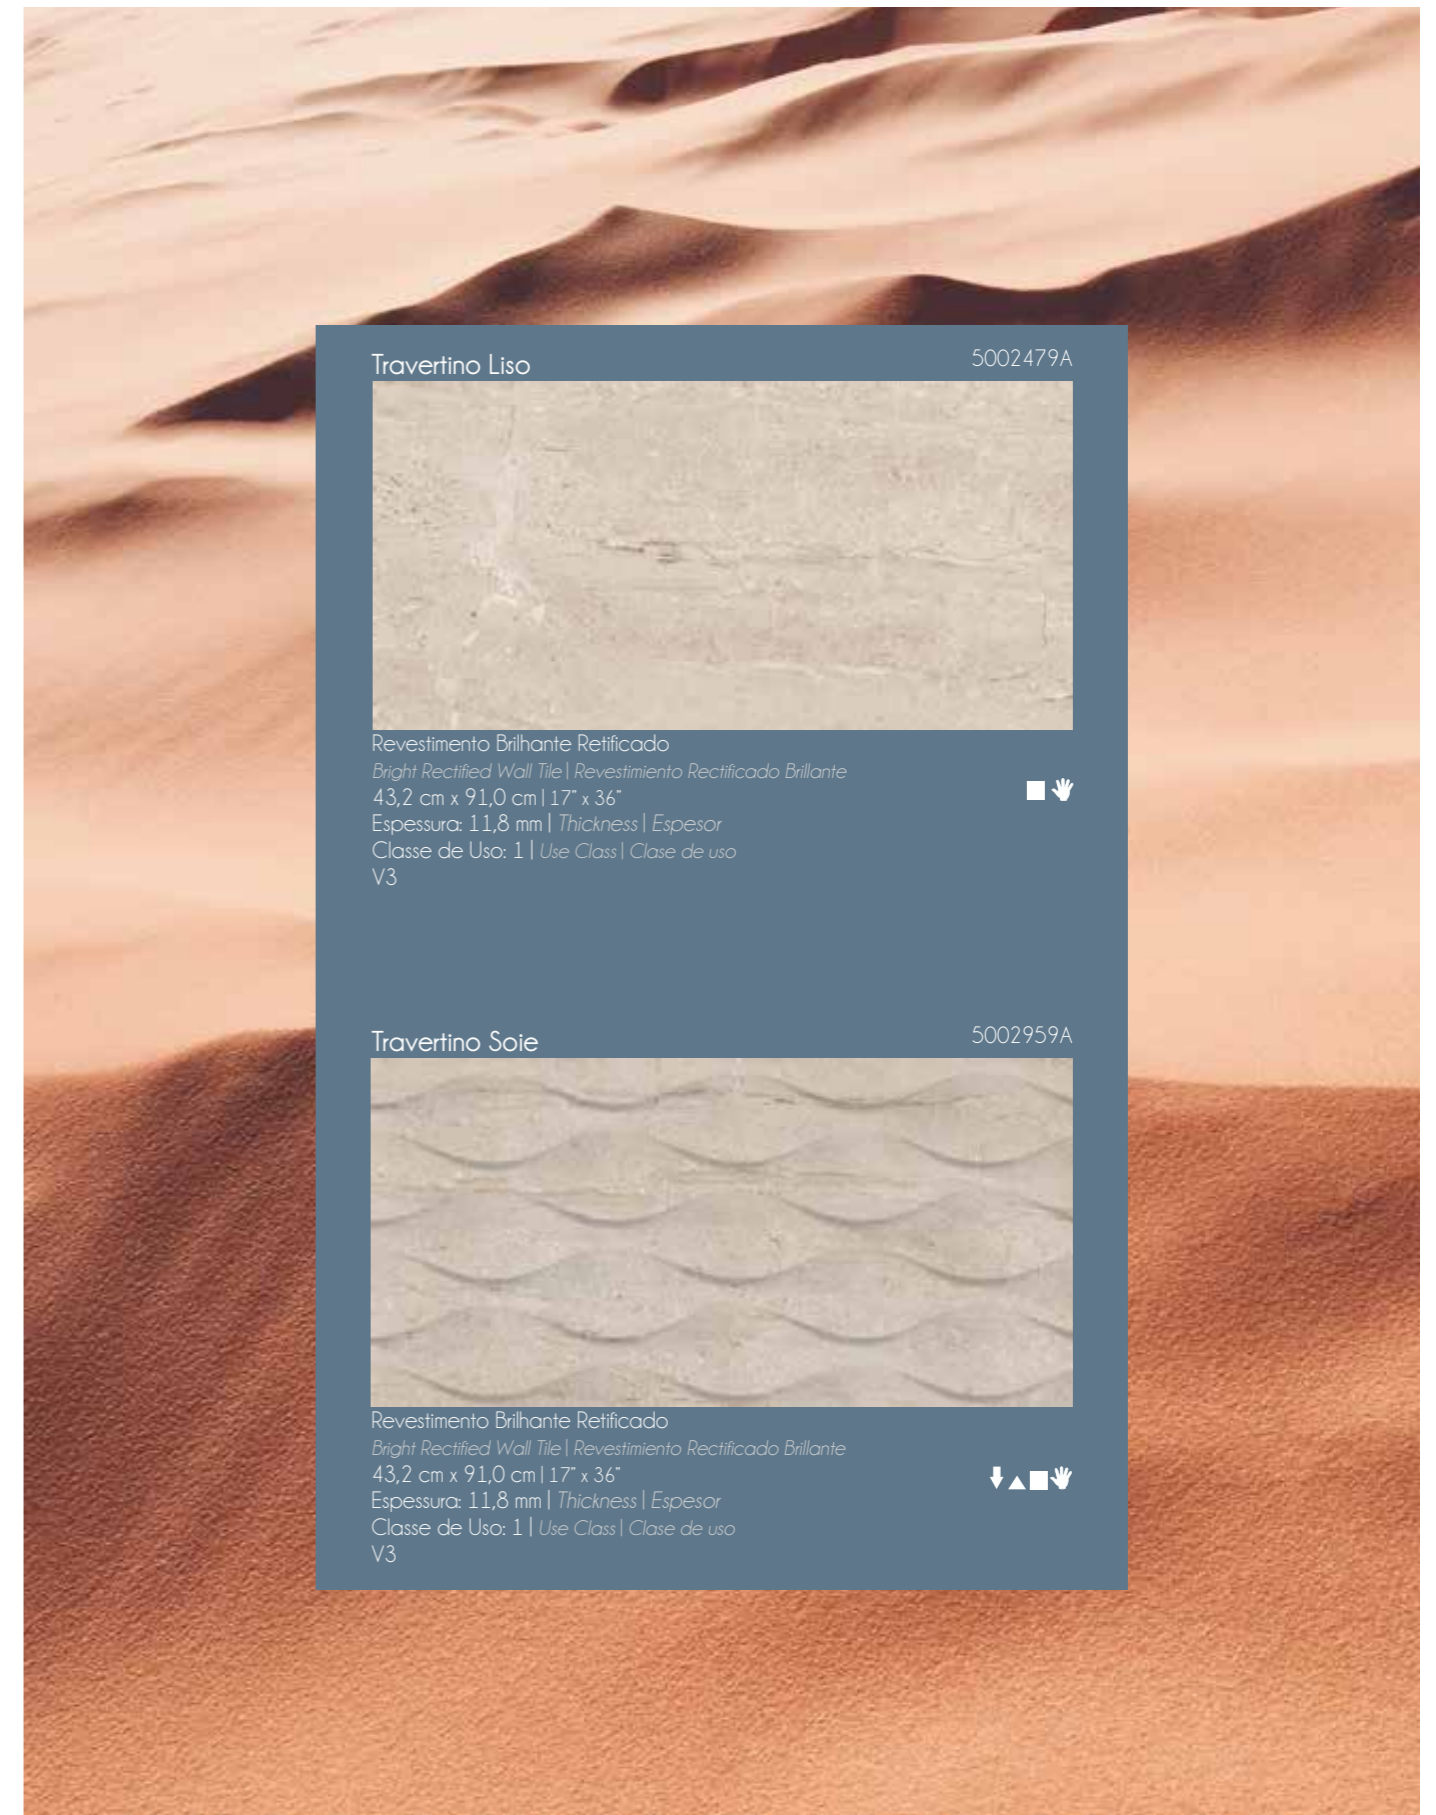 Travertino Liso
5002479A
Revestimento Brilhante Retificado
Bright Rectified Wall Tile | Revestimiento Rectificado Brillante
43,2 cm x 91,0 cm | 17" x 36"
Espessura: 11,8 mm | Thickness | Espesor
Classe de Uso: 1 | Use Class | Clase de uso
V3
Travertino Soie
5002959A
Revestimento Brilhante Retificado
Bright Rectified Wall Tile | Revestimiento Rectificado Brillante
43,2 cm x 91,0 cm | 17" x 36"
Espessura: 11,8 mm | Thickness | Espesor
Classe de Uso: 1 | Use Class | Clase de uso
V3